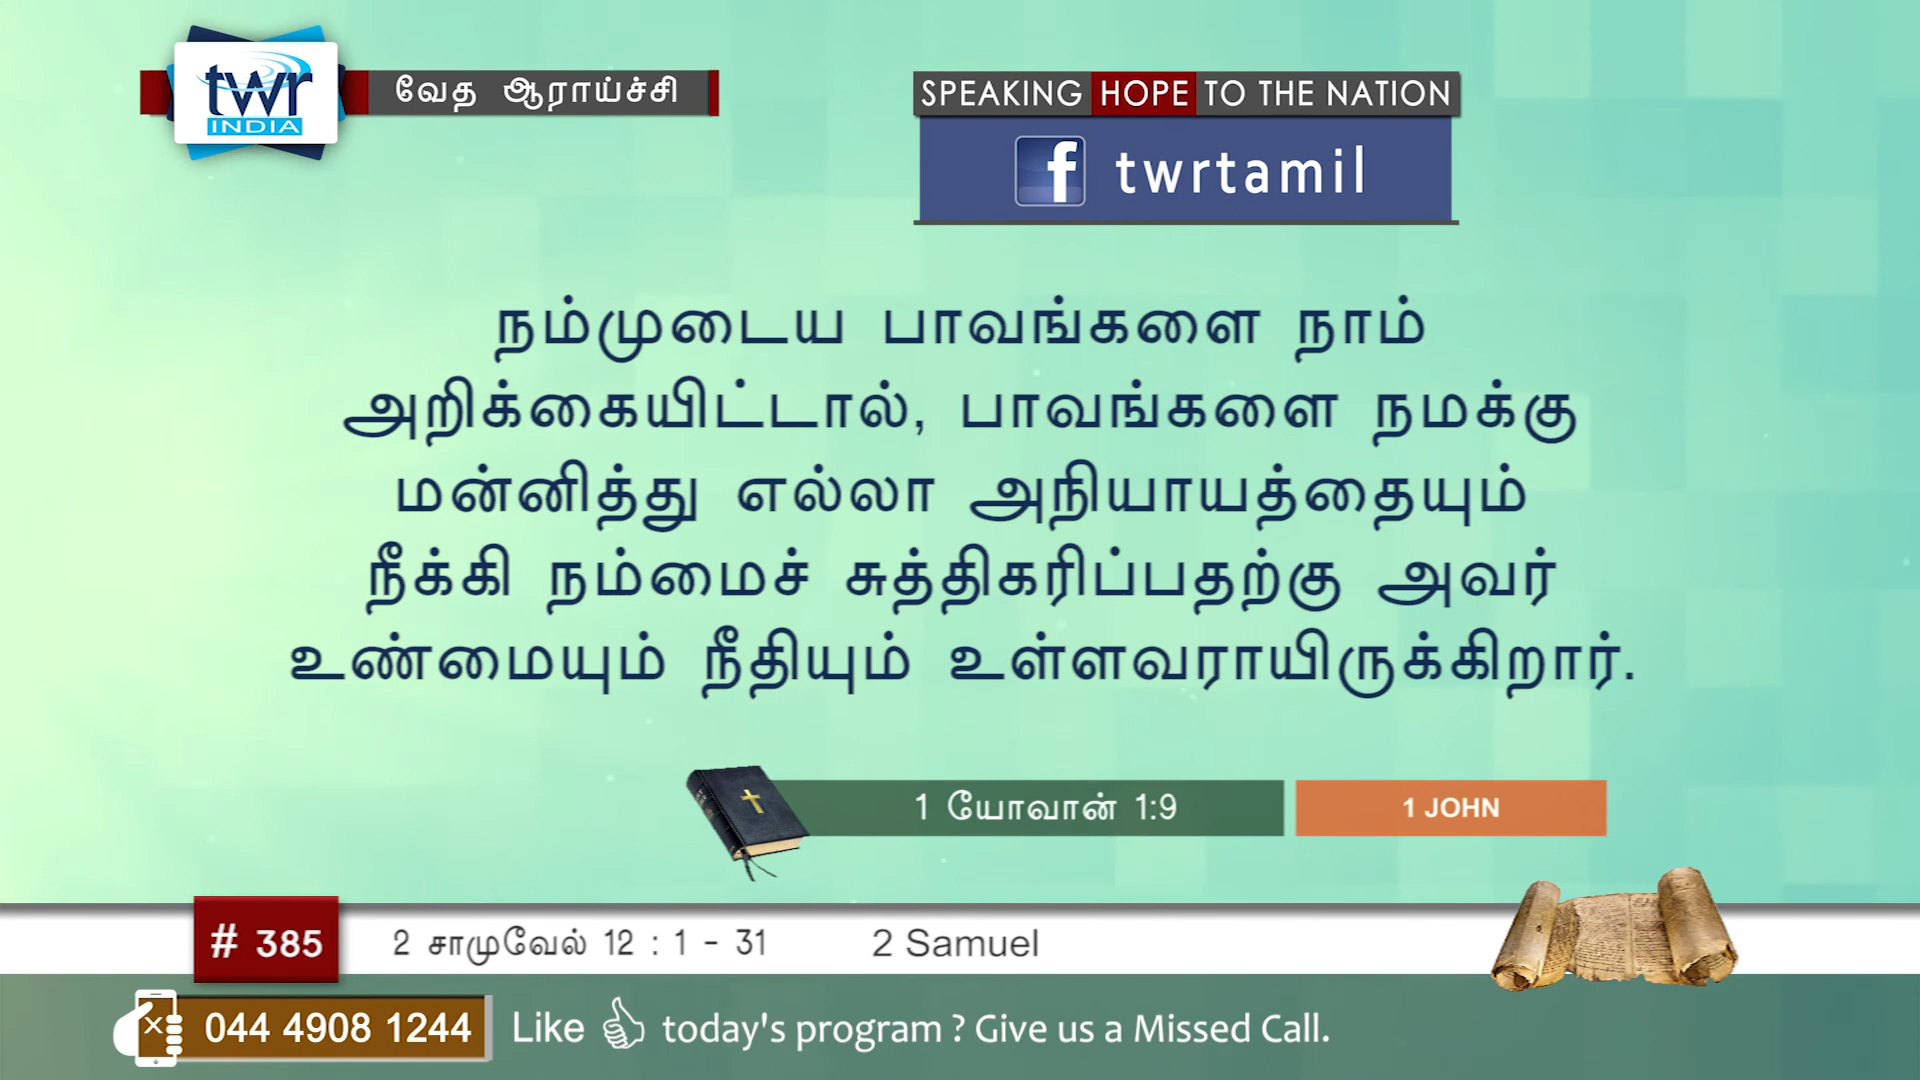 twr
INDIA
வேத ஆராய்ச்சி
SPEAKING HOPE TO THE NATION
f twrtamil
நம்முடைய பாவங்களை நாம்
அறிக்கையிட்டால், பாவங்களை நமக்கு
மன்னித்து எல்லா அநியாயத்தையும்
நீக்கி நம்மைச் சுத்திகரிப்பதற்கு அவர்
உண்மையும் நீதியும் உள்ளவராயிருக்கிறார்.
1 யோவான் 1:9
1 JOHN
# 385
2 சாமுவேல் 12 : 1 - 31
2 Samuel
044 4908 1244
Like today's program ? Give us a Missed Call.